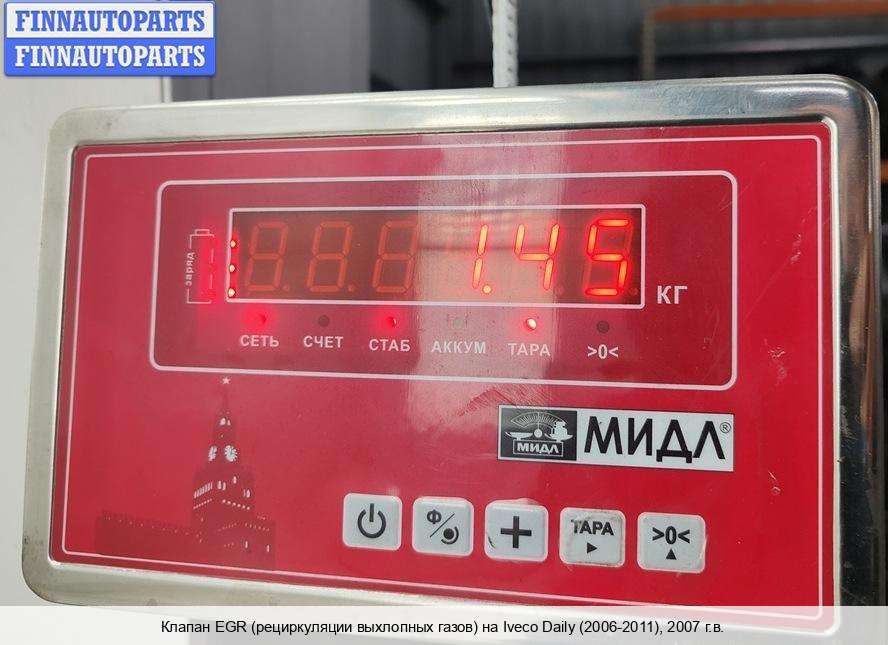 FINNAUTOPARTS
FINNAUTOPARTS
заряд
1.45
КГ
СЕТЬ СЧЕТ СТАБ АККУМ ТАРА >0<
МИДЛ МИДЛ®
Ф ТАРА >0<
Клапан EGR (рециркуляции выхлопных газов) на Iveco Daily (2006-2011), 2007 г.в.